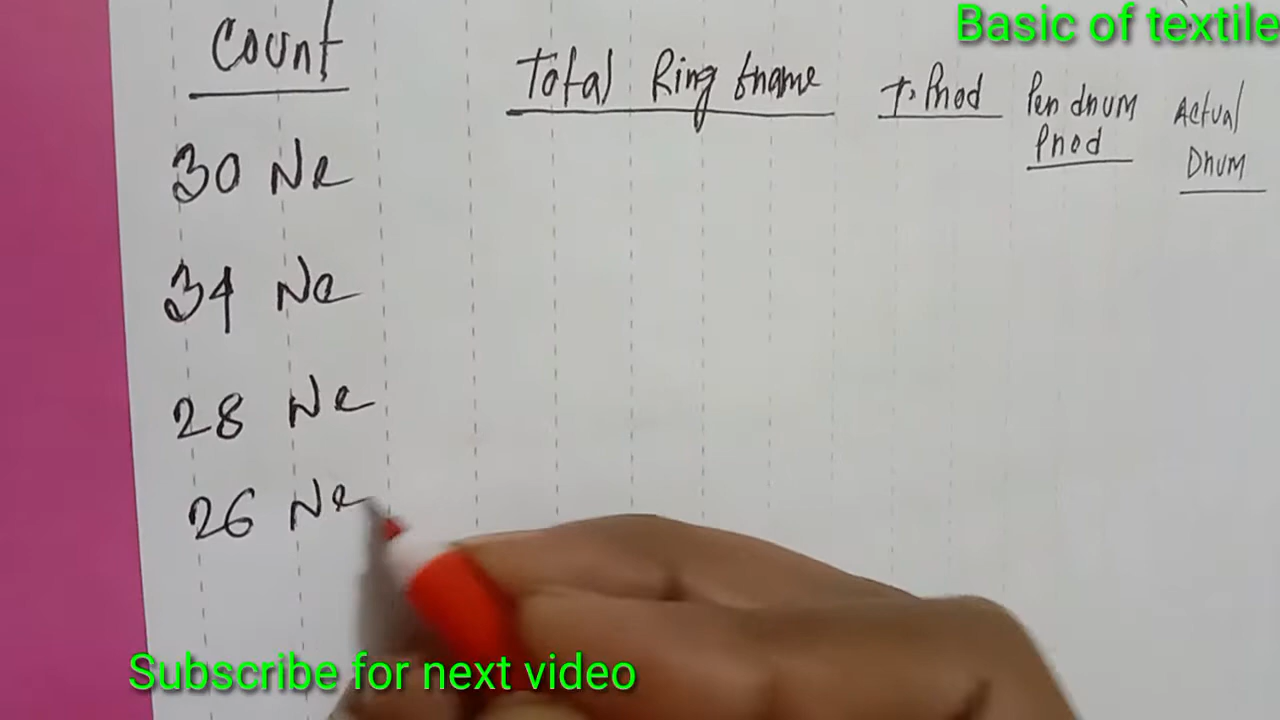 Basic of textile
Count
Total Ring frame
T. Prod
Per drum
Prod
Actual
Drum
30 Ne
34 Ne
28 Ne
26 Ne
Subscribe for next video